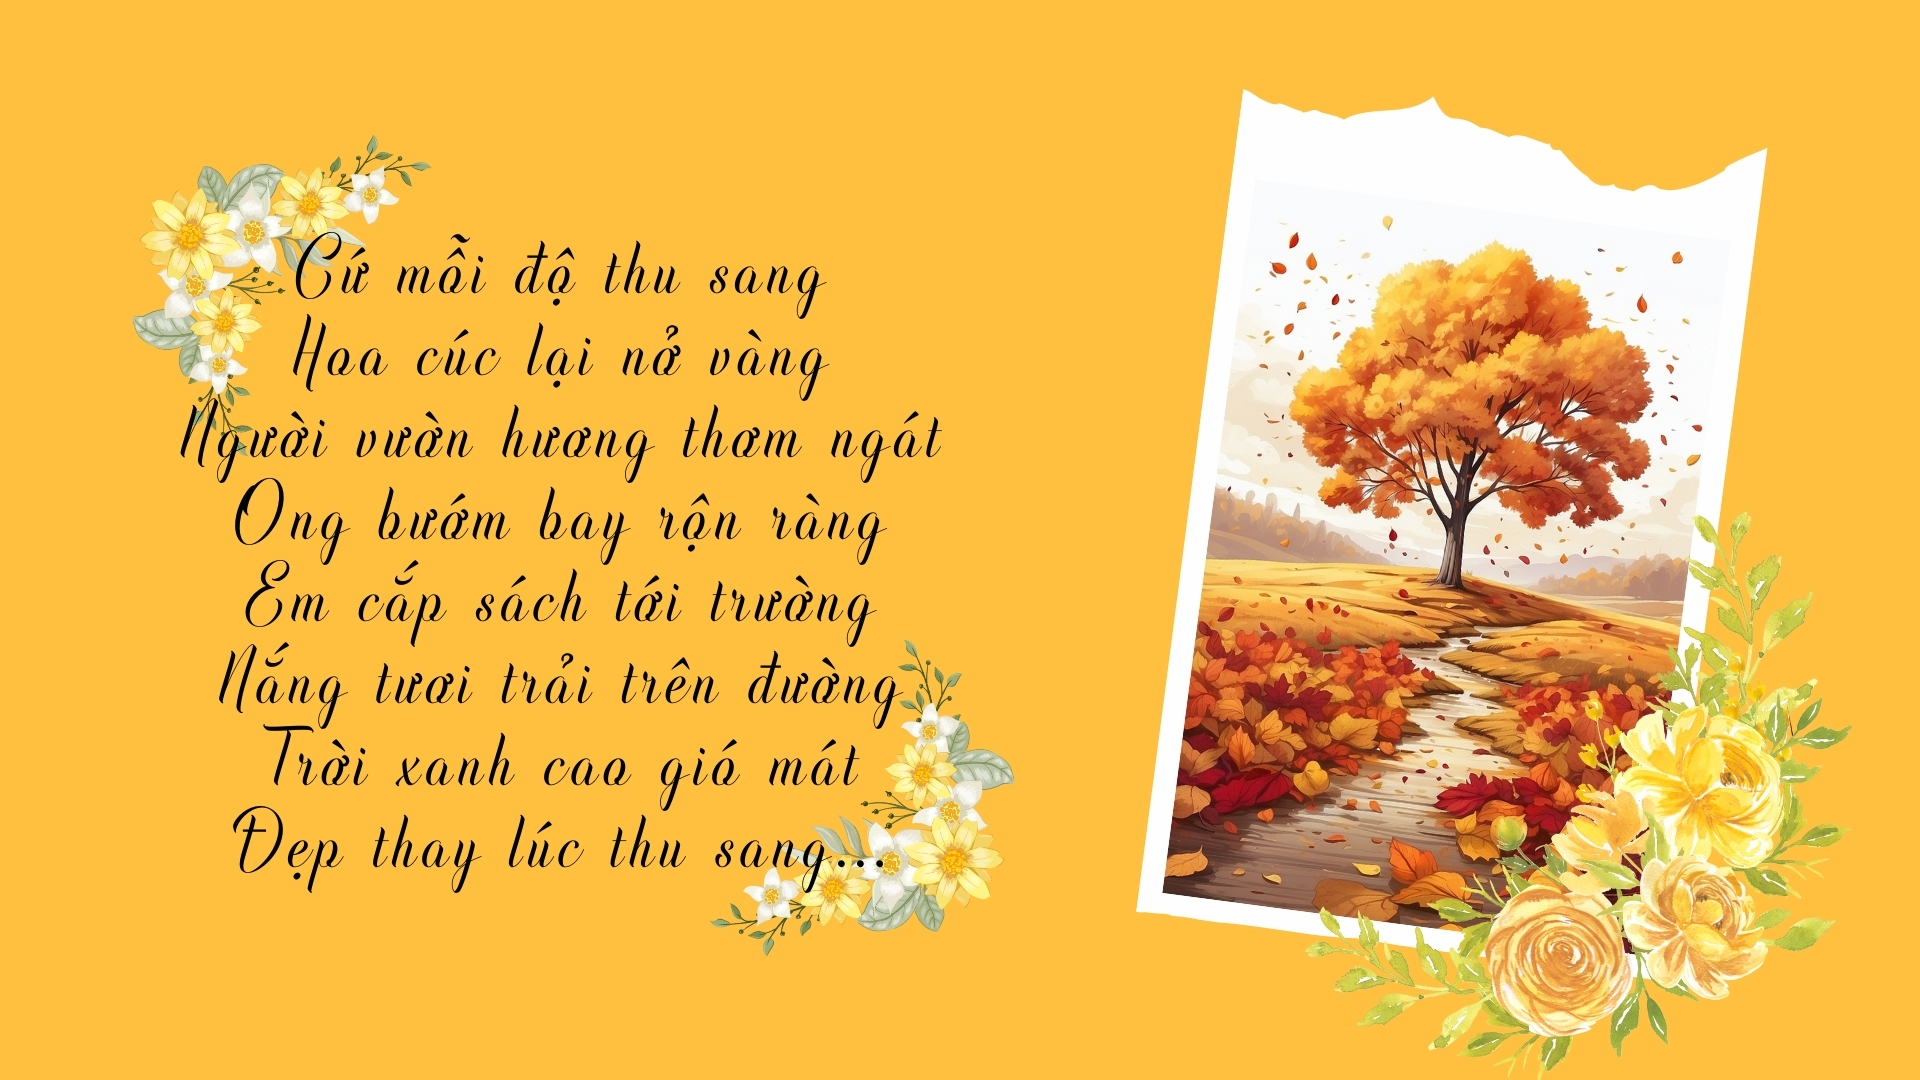 Cứ mỗi độ thu sang
Hoa cúc lại nở vàng
Người vườn hương thơm ngát
Ong bướm bay rộn ràng
Em cắp sách tới trường
Nắng tươi trải trên đường
Trời xanh cao gió mát
Đẹp thay lúc thu sang...